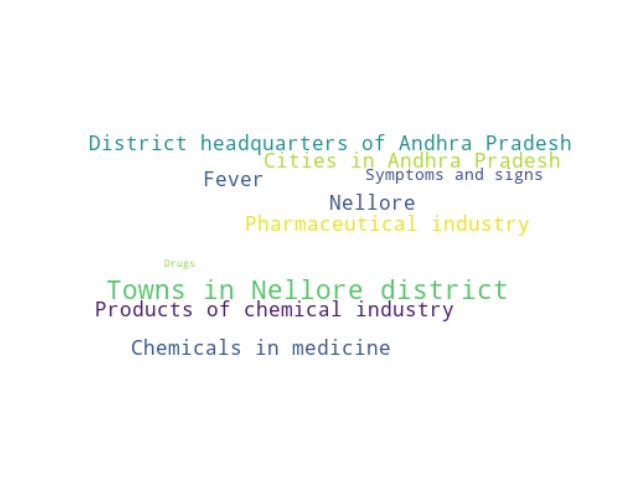 District headquarters of Andhra Pradesh
Cities in Andhra Pradesh
Symptoms and signs
Fever
Nellore
Pharmaceutical industry
Drugs
Towns in Nellore district
Products of chemical industry
Chemicals in medicine